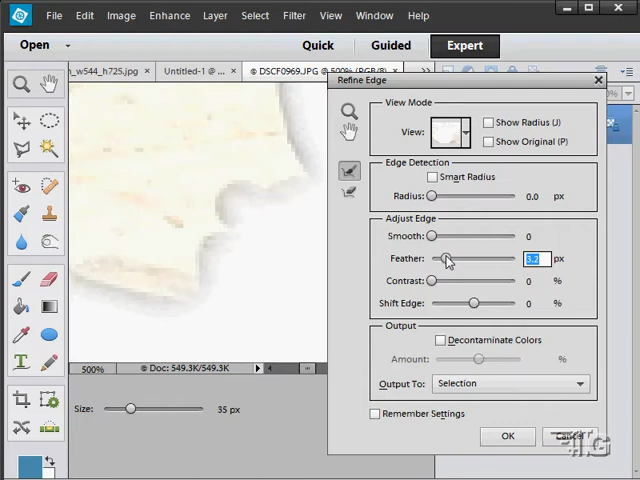 File Edit Image Enhance Layer Select Filter View Window Help
Open Quick Guided Expert
n_w544_h725.jpg × Untitled-1 @ ... × © DSCF0969.JPG @ 500% (RGB/8) ×
Refine Edge
View Mode
View: Show Radius (J)
Show Original (P)
Edge Detection
Smart Radius
Radius: 0.0 px
Adjust Edge
Smooth: 0
Feather: 3.2 px
Contrast: 0 %
Shift Edge: 0 %
Output
Decontaminate Colors
Amount: %
Output To: Selection
Remember Settings
OK Cancel
500% © Doc: 549.3K/549.3K
Size: 35 px